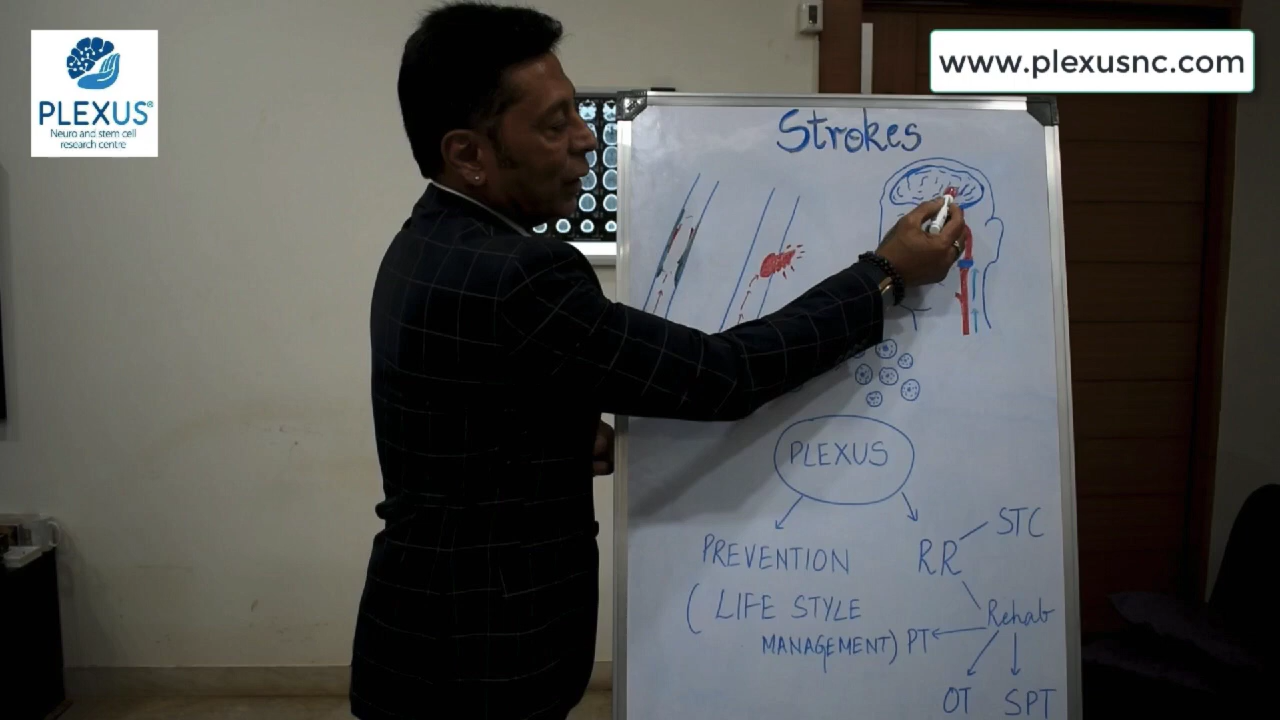 PLEXUS®
Neuro and stem cell
research centre
www.plexusnc.com
Strokes
PLEXUS
PREVENTION
( LIFE STYLE
MANAGEMENT)
RR
STC
Rehab
PT
OT
SPT